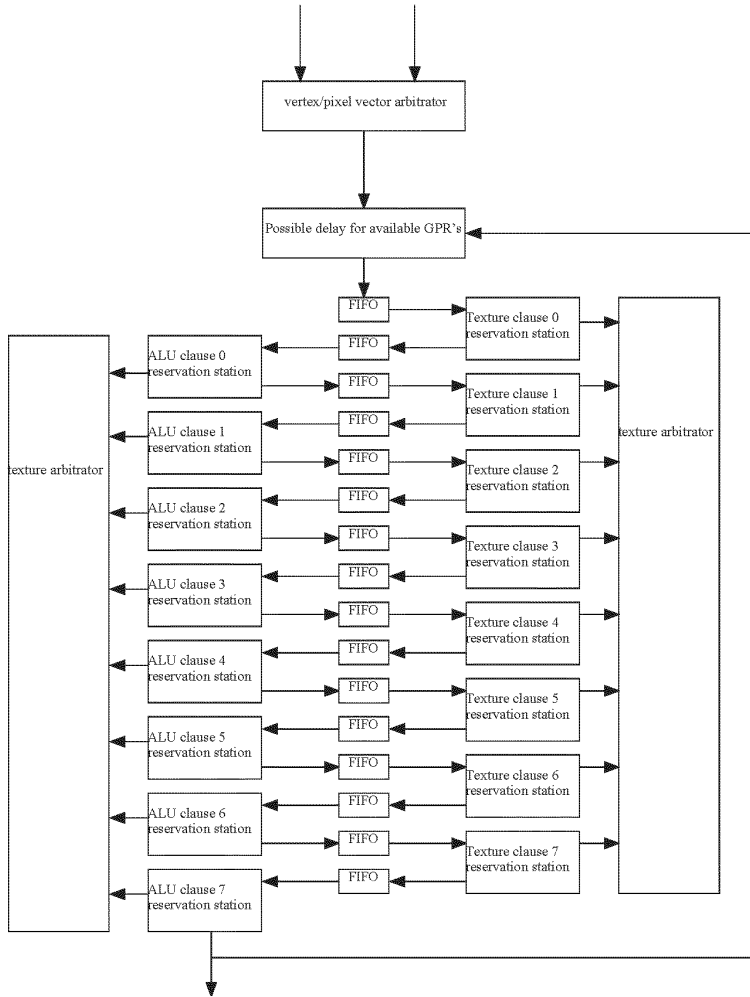 vertex/pixel vector arbitrator
Possible delay for available GPR's
FIFO
Texture clause 0
reservation station
FIFO
ALU clause 0
reservation station
FIFO
Texture clause 1
reservation station
FIFO
ALU clause 1
reservation station
texture arbitrator
texture arbitrator
FIFO
Texture clause 2
reservation station
FIFO
ALU clause 2
reservation station
FIFO
Texture clause 3
reservation station
FIFO
ALU clause 3
reservation station
FIFO
Texture clause 4
reservation station
FIFO
ALU clause 4
reservation station
FIFO
Texture clause 5
reservation station
FIFO
ALU clause 5
reservation station
FIFO
Texture clause 6
reservation station
FIFO
ALU clause 6
reservation station
FIFO
Texture clause 7
reservation station
FIFO
ALU clause 7
reservation station